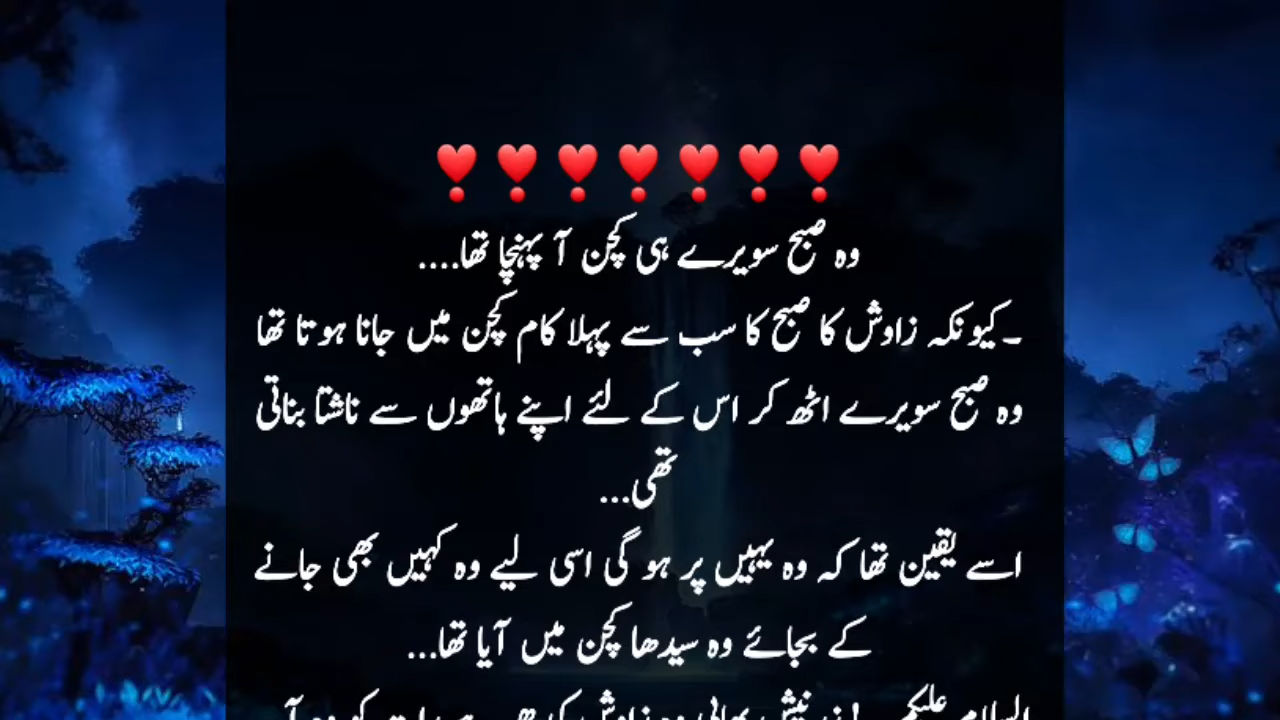 ❣️❣️❣️❣️❣️❣️❣️
وہ صبح سویرے ہی کچن آ پہنچا تھا....
۔کیونکہ زاوش کا صبح کا سب سے پہلا کام کچن میں جانا ہوتا تھا
وہ صبح سویرے اٹھ کر اس کے لئے اپنے ہاتھوں سے ناشتا بناتی
تھی...
اسے یقین تھا کہ وہ یہیں پر ہو گی اسی لیے وہ کہیں بھی جانے
کے بجائے وہ سیدھا کچن میں آیا تھا...
السلام علیکم